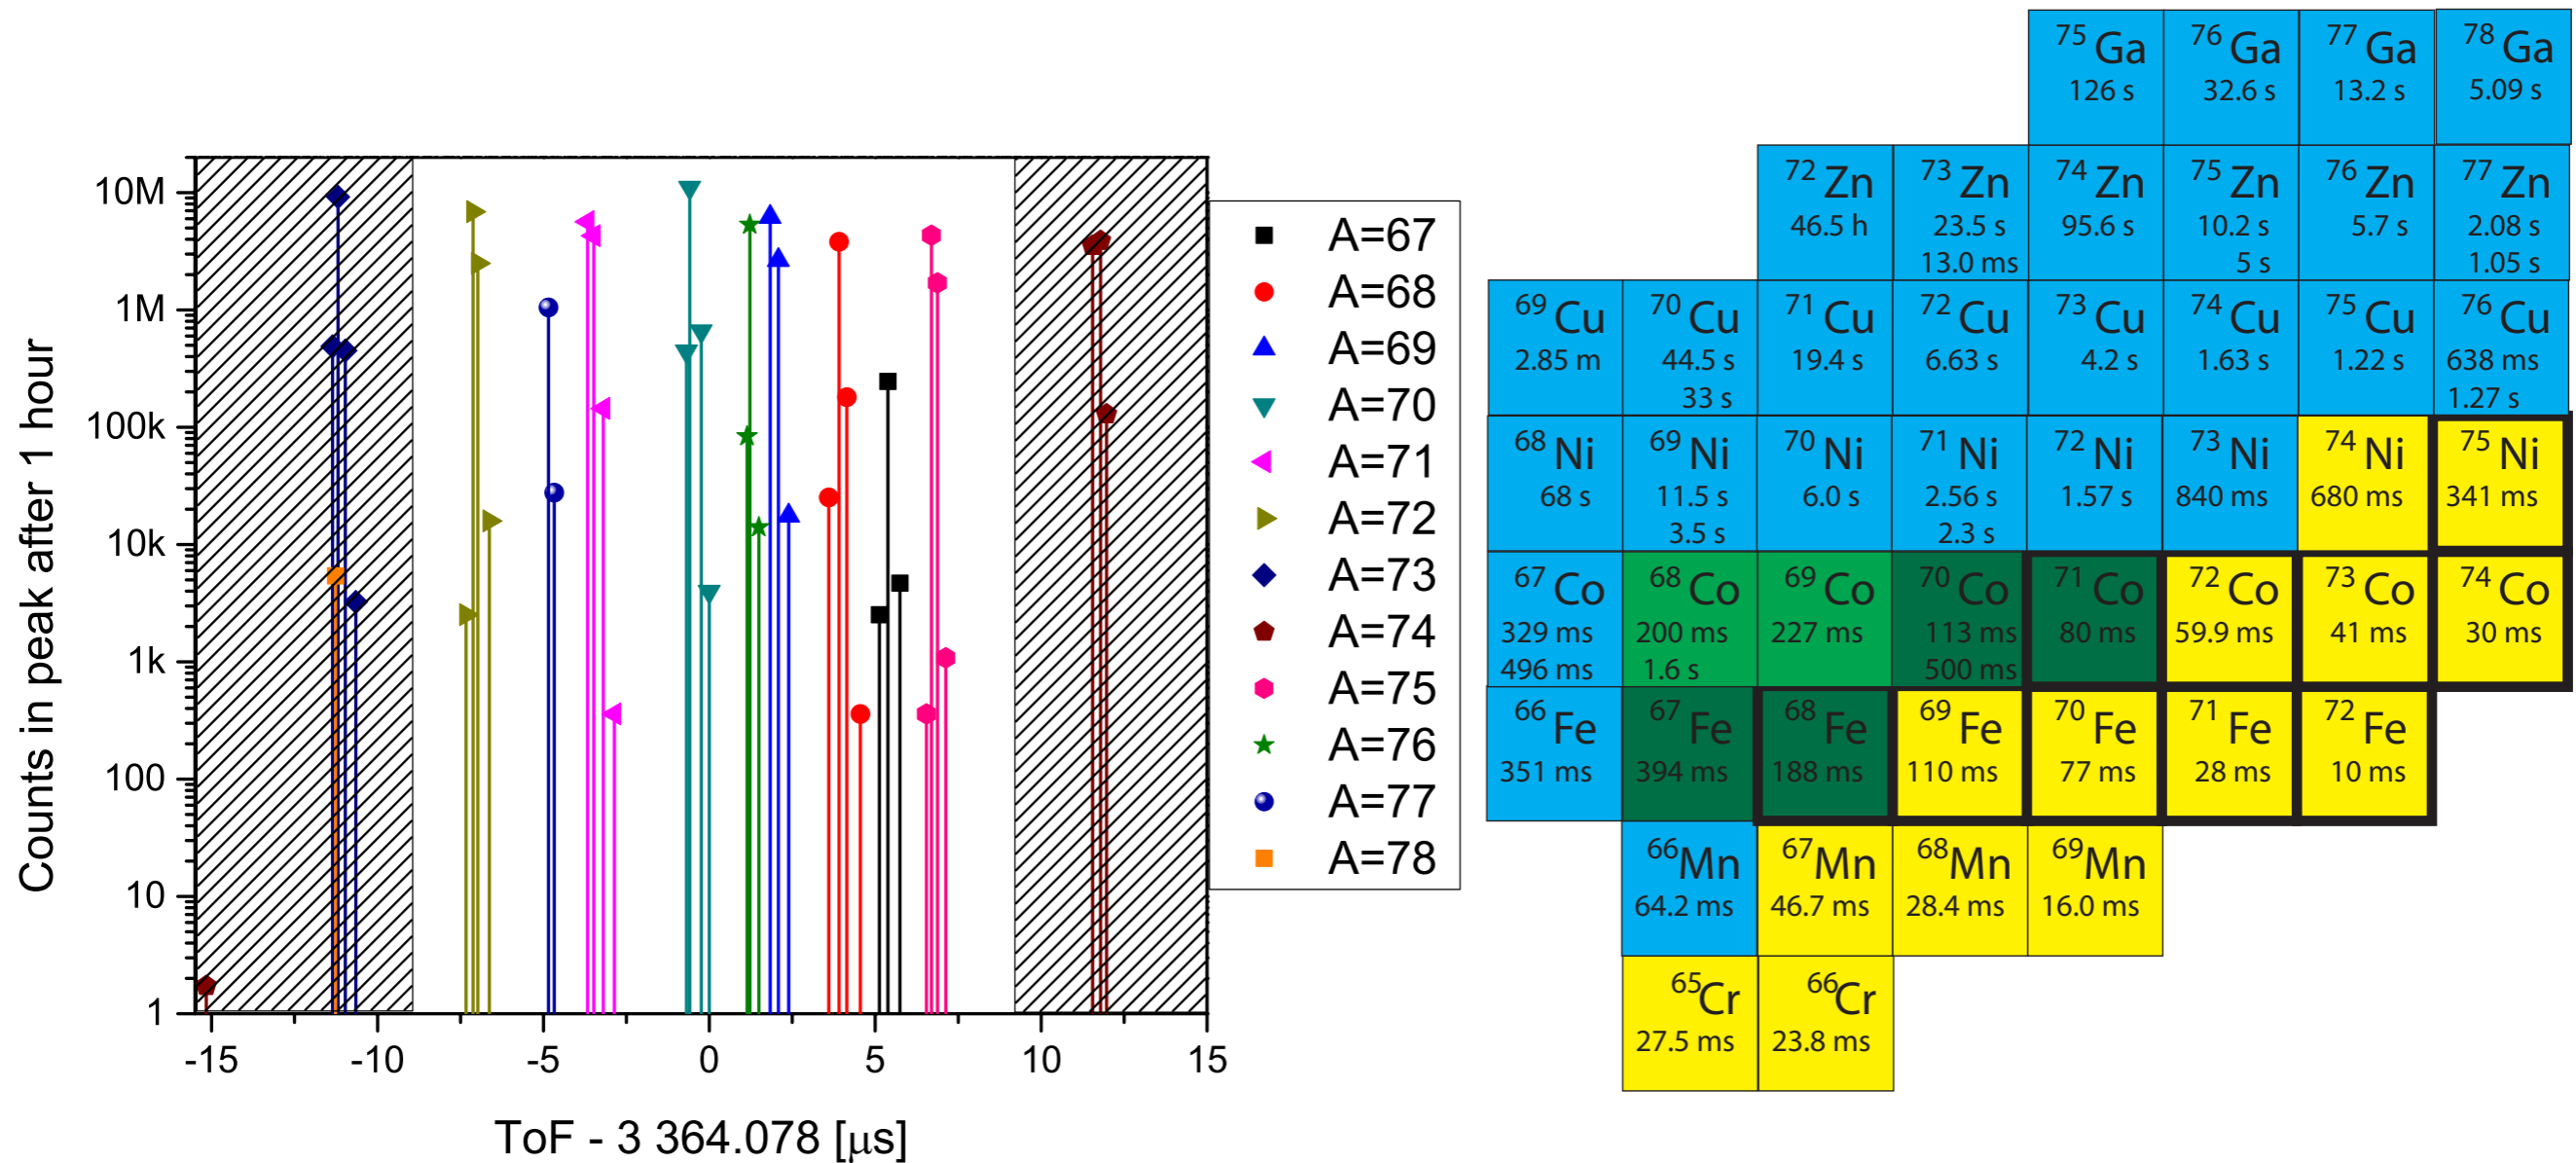 Counts in peak after 1 hour
10M
1M
100k
10k
1k
100
10
1
-15
-10
-5
0
5
10
15
ToF - 3 364.078 [μs]
A=67
A=68
A=69
A=70
A=71
A=72
A=73
A=74
A=75
A=76
A=77
A=78
75 Ga
126 s
76 Ga
32.6 s
77 Ga
13.2 s
78 Ga
5.09 s
72 Zn
46.5 h
73 Zn
23.5 s
13.0 ms
74 Zn
95.6 s
75 Zn
10.2 s
5 s
76 Zn
5.7 s
77 Zn
2.08 s
1.05 s
69 Cu
2.85 m
70 Cu
44.5 s
33 s
71 Cu
19.4 s
72 Cu
6.63 s
73 Cu
4.2 s
74 Cu
1.63 s
75 Cu
1.22 s
76 Cu
638 ms
1.27 s
68 Ni
68 s
69 Ni
11.5 s
3.5 s
70 Ni
6.0 s
71 Ni
2.56 s
2.3 s
72 Ni
1.57 s
73 Ni
840 ms
74 Ni
680 ms
75 Ni
341 ms
67 Co
329 ms
496 ms
68 Co
200 ms
1.6 s
69 Co
227 ms
70 Co
113 ms
500 ms
71 Co
80 ms
72 Co
59.9 ms
73 Co
41 ms
74 Co
30 ms
66 Fe
351 ms
67 Fe
394 ms
68 Fe
188 ms
69 Fe
110 ms
70 Fe
77 ms
71 Fe
28 ms
72 Fe
10 ms
66 Mn
64.2 ms
67 Mn
46.7 ms
68 Mn
28.4 ms
69 Mn
16.0 ms
65 Cr
27.5 ms
66 Cr
23.8 ms